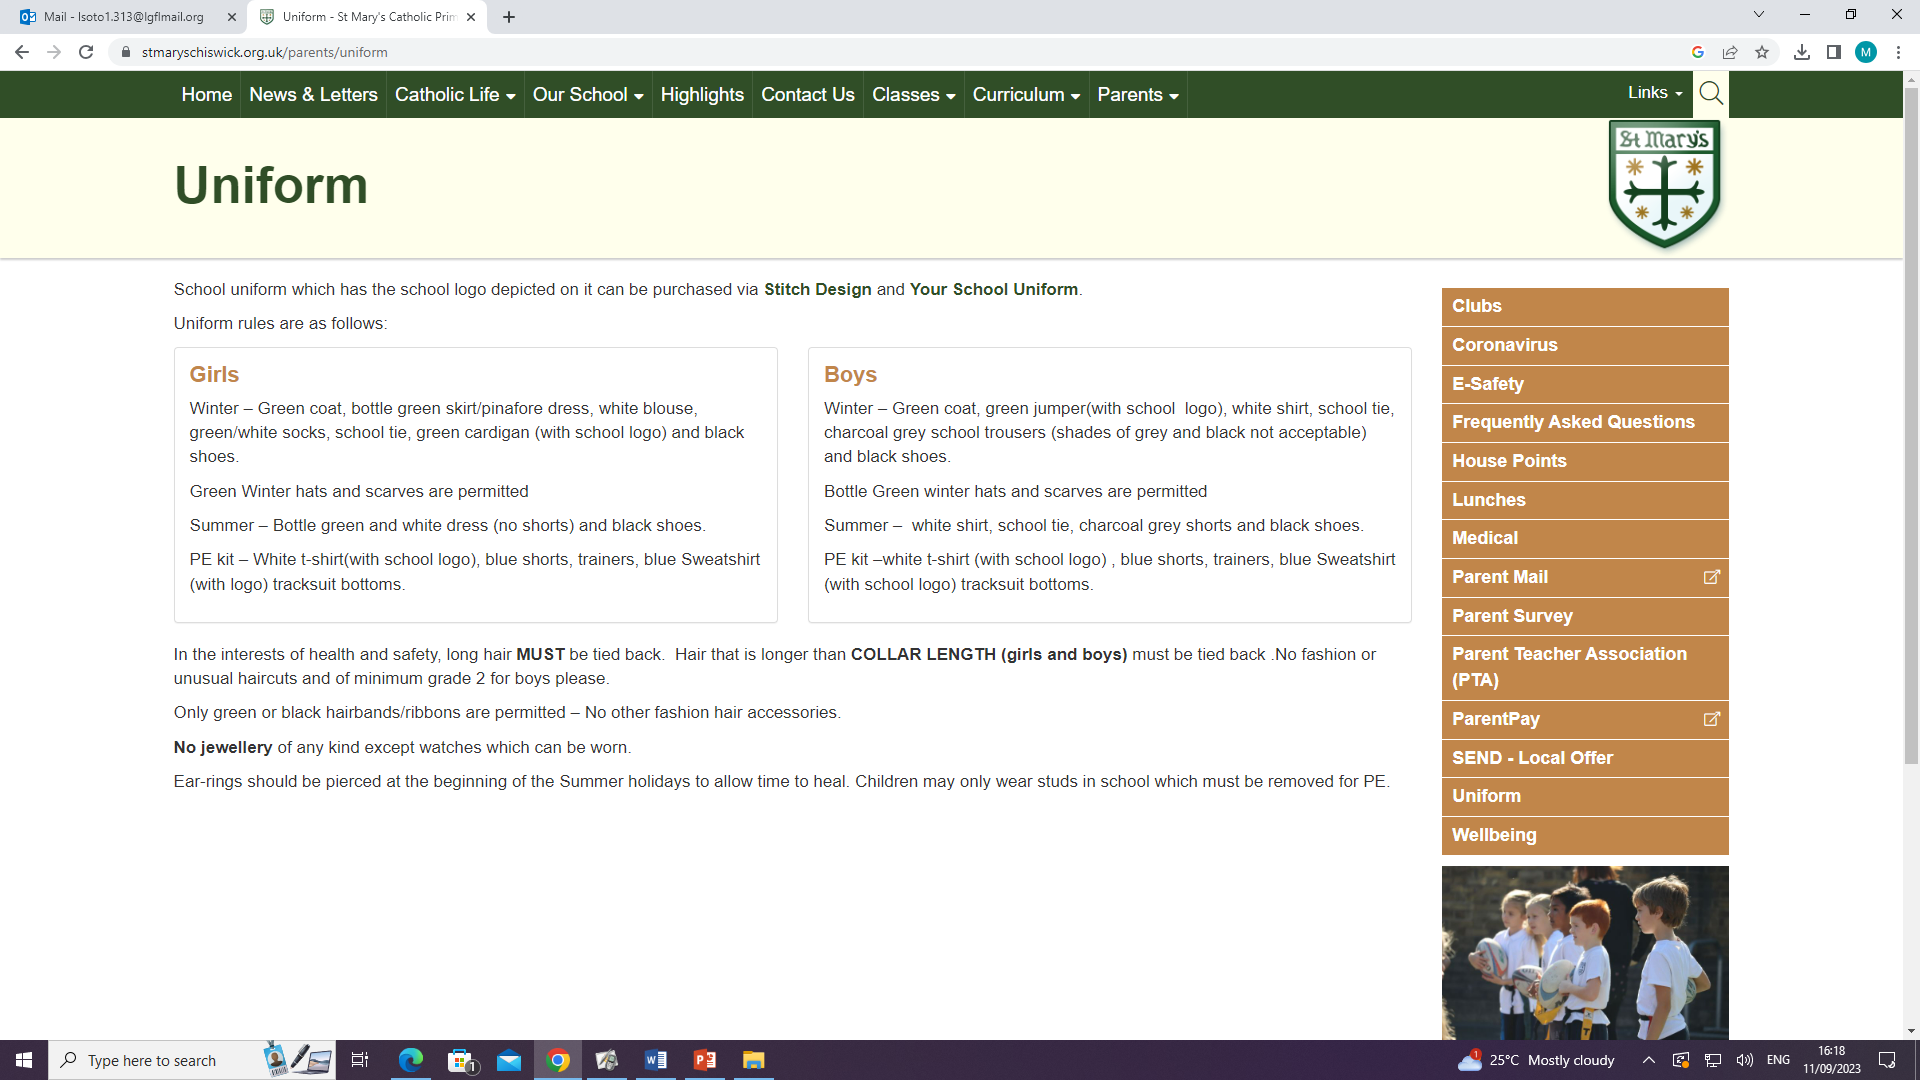 Mail - lsoto1.313@lgflmail.org
Uniform - St Mary's Catholic Prim
stmaryschiswick.org.uk/parents/uniform
M
Home
News & Letters
Catholic Life
Our School
Highlights
Contact Us
Classes
Curriculum
Parents
Links
St Mary's
Uniform
School uniform which has the school logo depicted on it can be purchased via Stitch Design and Your School Uniform.
Uniform rules are as follows:
Girls
Winter – Green coat, bottle green skirt/pinafore dress, white blouse,
green/white socks, school tie, green cardigan (with school logo) and black
shoes.
Green Winter hats and scarves are permitted
Summer – Bottle green and white dress (no shorts) and black shoes.
PE kit – White t-shirt(with school logo), blue shorts, trainers, blue Sweatshirt
(with logo) tracksuit bottoms.
Boys
Winter – Green coat, green jumper(with school  logo), white shirt, school tie,
charcoal grey school trousers (shades of grey and black not acceptable)
and black shoes.
Bottle Green winter hats and scarves are permitted
Summer –  white shirt, school tie, charcoal grey shorts and black shoes.
PE kit –white t-shirt (with school logo) , blue shorts, trainers, blue Sweatshirt
(with school logo) tracksuit bottoms.
In the interests of health and safety, long hair MUST be tied back.  Hair that is longer than COLLAR LENGTH (girls and boys) must be tied back .No fashion or
unusual haircuts and of minimum grade 2 for boys please.
Only green or black hairbands/ribbons are permitted – No other fashion hair accessories.
No jewellery of any kind except watches which can be worn.
Ear-rings should be pierced at the beginning of the Summer holidays to allow time to heal. Children may only wear studs in school which must be removed for PE.
Clubs
Coronavirus
E-Safety
Frequently Asked Questions
House Points
Lunches
Medical
Parent Mail
Parent Survey
Parent Teacher Association
(PTA)
ParentPay
SEND - Local Offer
Uniform
Wellbeing
Type here to search
1
1
25°C Mostly cloudy
ENG
16:18
11/09/2023